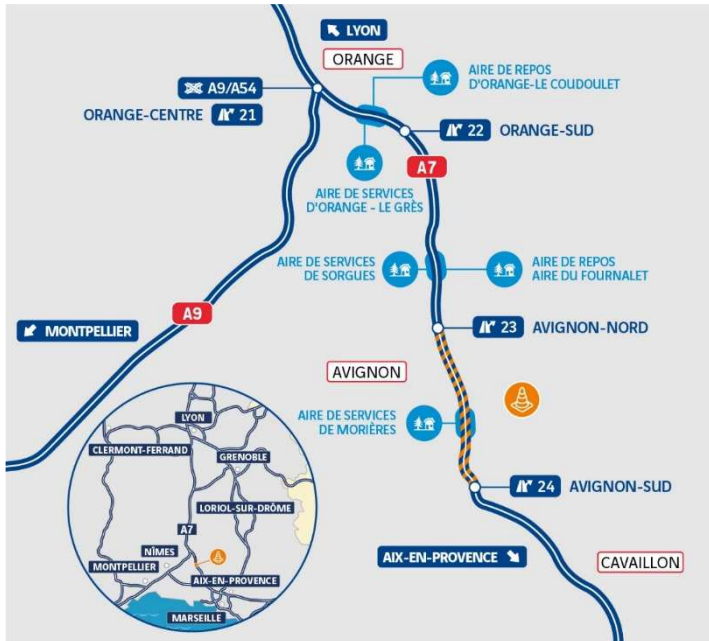 LYON
ORANGE
A9/A54
ORANGE-CENTRE 21
AIRE DE REPOS
D'ORANGE-LE COUDOULET
22 ORANGE-SUD
A7
AIRE DE SERVICES
D'ORANGE - LE GRÈS
AIRE DE SERVICES
DE SORGUES
AIRE DE REPOS
AIRE DU FOURNALET
A9
MONTPELLIER
23 AVIGNON-NORD
AVIGNON
AIRE DE SERVICES
DE MORIÈRES
24 AVIGNON-SUD
AIX-EN-PROVENCE
CAVAILLON
LYON
CLERMONT-FERRAND
GRENOBLE
LORIOL-SUR-DRÔME
A7
NÎMES
MONTPELLIER
AIX-EN-PROVENCE
MARSEILLE